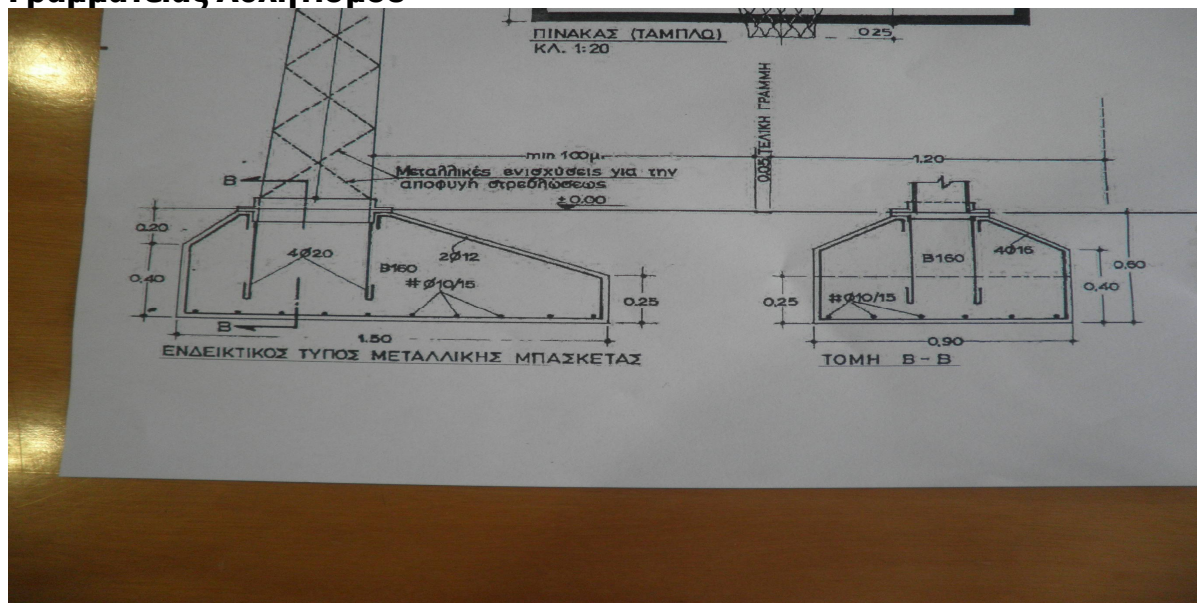 Γραμματείας Αθλητισμού
ΠΙΝΑΚΑΣ (ΤΑΜΠΛΩ)
ΚΛ. 1:20
0.25
0.05 ΤΕΛΙΚΗ ΓΡΑΜΜΗ
min 100μ.
1.20
Μεταλλικές ενισχύσεις για την
αποφυγή στρεβλώσεως
± 0.00
B
0.20
4Ø20
B160
2Ø12
B160
4Ø16
0.60
0.40
#Ø10/15
0.25
0.25
#Ø10/15
0.40
B
1.50
0.90
ΕΝΔΕΙΚΤΙΚΟΣ ΤΥΠΟΣ ΜΕΤΑΛΛΙΚΗΣ ΜΠΑΣΚΕΤΑΣ
ΤΟΜΗ B-B